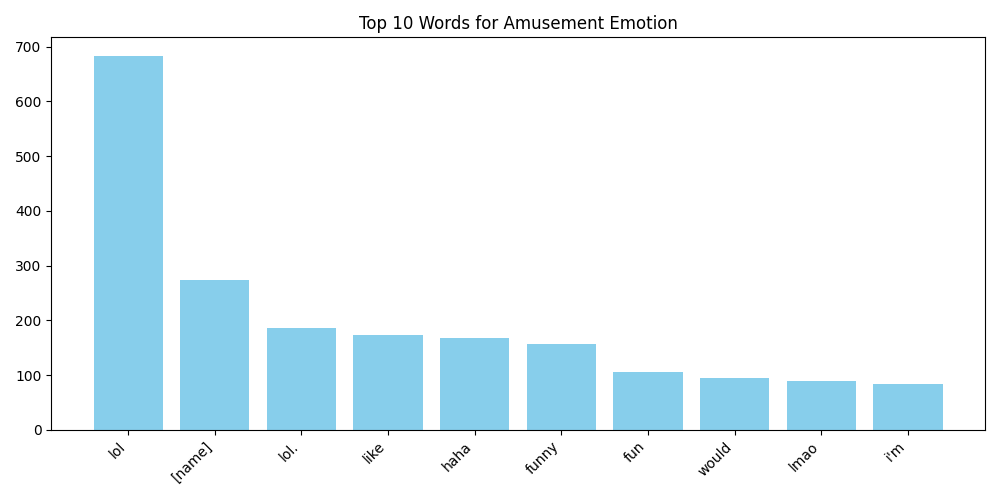 Top 10 Words for Amusement Emotion
700
600
500
400
300
200
100
0
lol
[name]
lol.
like
haha
funny
fun
would
lmao
i'm